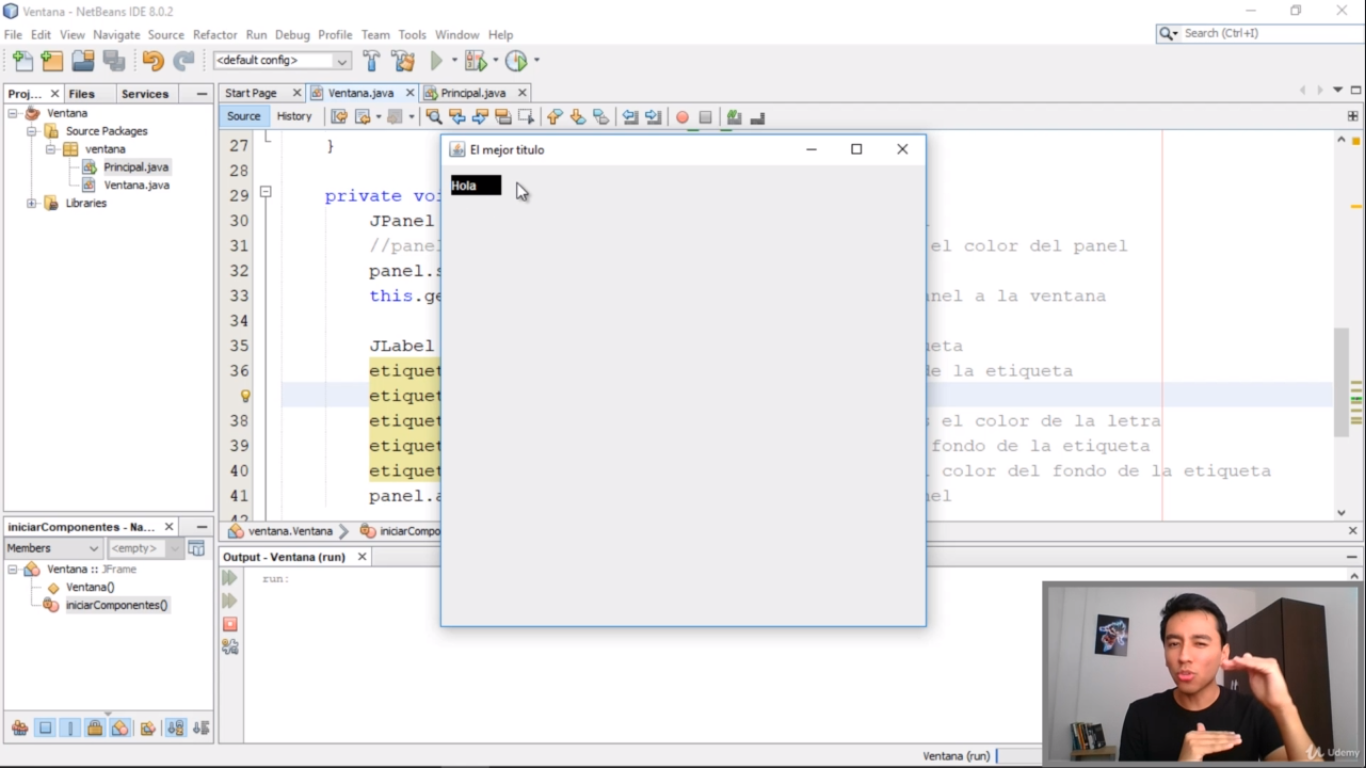 Ventana - NetBeans IDE 8.0.2
File Edit View Navigate Source Refactor Run Debug Profile Team Tools Window Help
Search (Ctrl+I)
<default config>
Proj... Files Services
Start Page Ventana.java Principal.java
Source History
Ventana
Source Packages
ventana
Principal.java
Ventana.java
Libraries
El mejor titulo
Hola
27 }
28
29 private voi
30 JPanel
31 //panel el color del panel
32 panel.s
33 this.ge nel a la ventana
34
35 JLabel eta
36 etiquet de la etiqueta
etiquet
38 etiquet el color de la letra
39 etiquet fondo de la etiqueta
40 etiquet color del fondo de la etiqueta
41 panel.a el
42
ventana.Ventana iniciarCompo
iniciarComponentes - Na...
Members <empty>
Ventana :: JFrame
Ventana()
iniciarComponentes()
Output - Ventana (run)
run:
Ventana (run)
Udemy